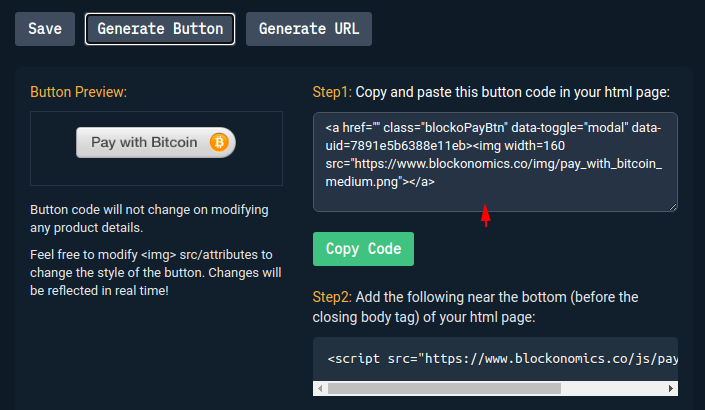 Save Generate Button Generate URL
Button Preview:
Pay with Bitcoin
Button code will not change on modifying
any product details.
Feel free to modify <img> src/attributes to
change the style of the button. Changes will
be reflected in real time!
Step1: Copy and paste this button code in your html page:
<a href="" class="blockoPayBtn" data-toggle="modal" data-
uid=7891e5b6388e11eb><img width=160
src="https://www.blockonomics.co/img/pay_with_bitcoin_
medium.png"></a>
Copy Code
Step2: Add the following near the bottom (before the
closing body tag) of your html page:
<script src="https://www.blockonomics.co/js/pay